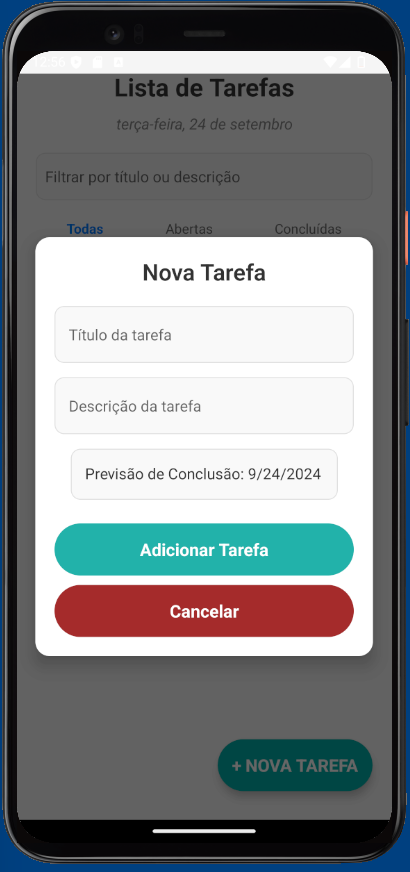 12:56
Lista de Tarefas
terça-feira, 24 de setembro
Filtrar por título ou descrição
Todas Abertas Concluídas
Nova Tarefa
Título da tarefa
Descrição da tarefa
Previsão de Conclusão: 9/24/2024
Adicionar Tarefa
Cancelar
+ NOVA TAREFA